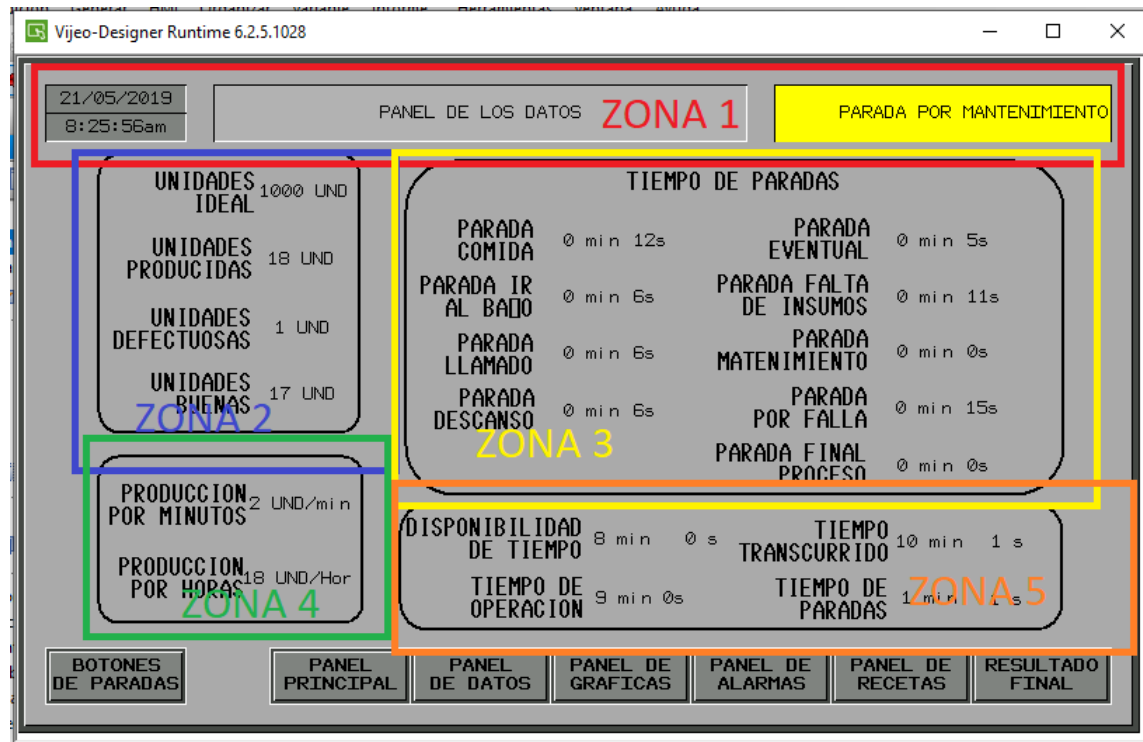 Vijeo-Designer Runtime 6.2.5.1028
21/05/2019
8:25:56am
PANEL DE LOS DATOS
ZONA 1
PARADA POR MANTENIMIENTO
UNIDADES
IDEAL
1000 UND
UNIDADES
PRODUCIDAS
18 UND
UNIDADES
DEFECTUOSAS
1 UND
UNIDADES
BUENAS
17 UND
ZONA 2
TIEMPO DE PARADAS
PARADA
COMIDA
0 min 12s
PARADA
EVENTUAL
0 min 5s
PARADA IR
AL BA▯O
0 min 6s
PARADA FALTA
DE INSUMOS
0 min 11s
PARADA
LLAMADO
0 min 6s
PARADA
MATENIMIENTO
0 min 0s
PARADA
DESCANSO
0 min 6s
PARADA
POR FALLA
0 min 15s
ZONA 3
PARADA FINAL
PROCESO
0 min 0s
PRODUCCION
POR MINUTOS
2 UND/min
PRODUCCION
POR HORAS
18 UND/Hor
ZONA 4
DISPONIBILIDAD
DE TIEMPO
8 min 0 s
TIEMPO
TRANSCURRIDO
10 min 1 s
TIEMPO DE
OPERACION
9 min 0s
TIEMPO DE
PARADAS
1 min 1 s
ZONA 5
BOTONES
DE PARADAS
PANEL
PRINCIPAL
PANEL
DE DATOS
PANEL DE
GRAFICAS
PANEL DE
ALARMAS
PANEL DE
RECETAS
RESULTADO
FINAL